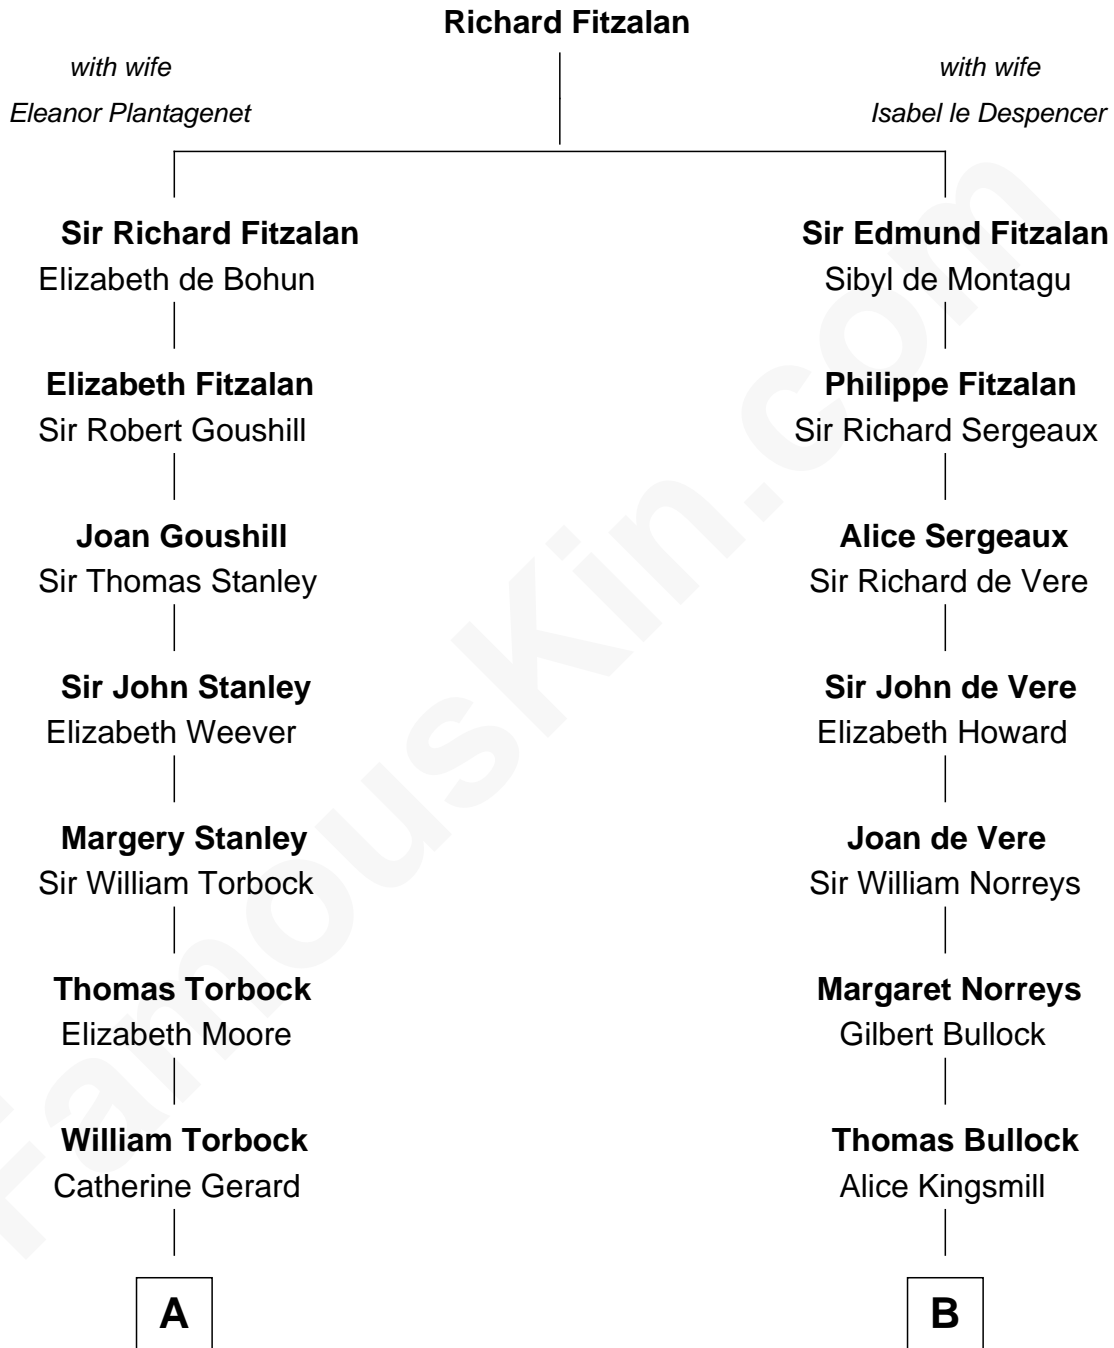 Richard Fitzalan
with wife
Eleanor Plantagenet
with wife
Isabel le Despencer
Sir Richard Fitzalan
Elizabeth de Bohun
Sir Edmund Fitzalan
Sibyl de Montagu
Elizabeth Fitzalan
Sir Robert Goushill
Philippe Fitzalan
Sir Richard Sergeaux
Joan Goushill
Sir Thomas Stanley
Alice Sergeaux
Sir Richard de Vere
Sir John Stanley
Elizabeth Weever
Sir John de Vere
Elizabeth Howard
Margery Stanley
Sir William Torbock
Joan de Vere
Sir William Norreys
Thomas Torbock
Elizabeth Moore
Margaret Norreys
Gilbert Bullock
William Torbock
Catherine Gerard
Thomas Bullock
Alice Kingsmill
A
B
FamousKin.com